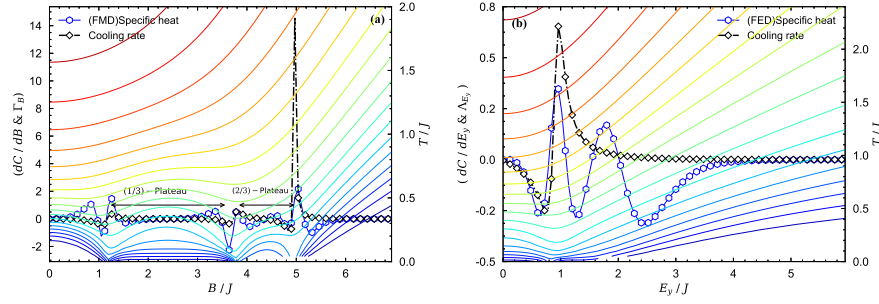 (FMD)Specific heat
Cooling rate
(a)
(1/3) − Plateau
(2/3) − Plateau
14
12
10
8
6
4
2
0
−2
0
1
2
3
4
5
6
2.0
1.5
1.0
0.5
0.0
(dC / dB & Γ_B)
B / J
T / J
(b)
(FED)Specific heat
Cooling rate
0.8
0.5
0.2
0.0
-0.2
-0.5
0
1
2
3
4
5
2.0
1.5
1.0
0.5
0.0
( dC / dE_y & Λ_{E_y} )
E_y / J
T / J